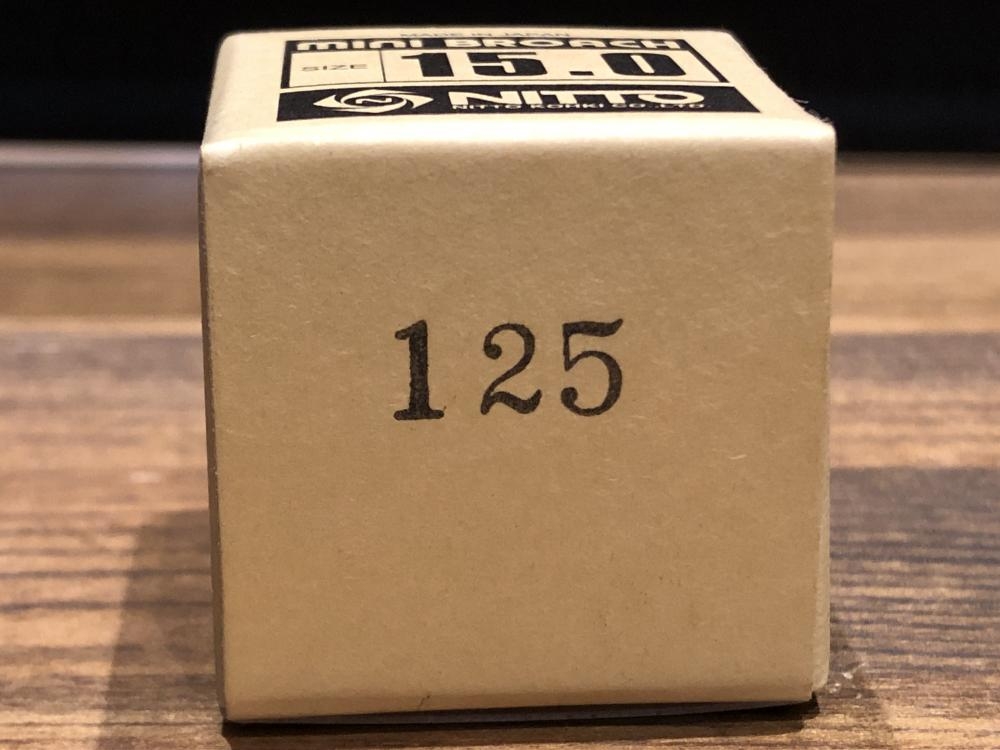 MADE IN JAPAN
mini BROACH
SIZE 15.0
NITTO
NITTO KOHKI CO., LTD
125